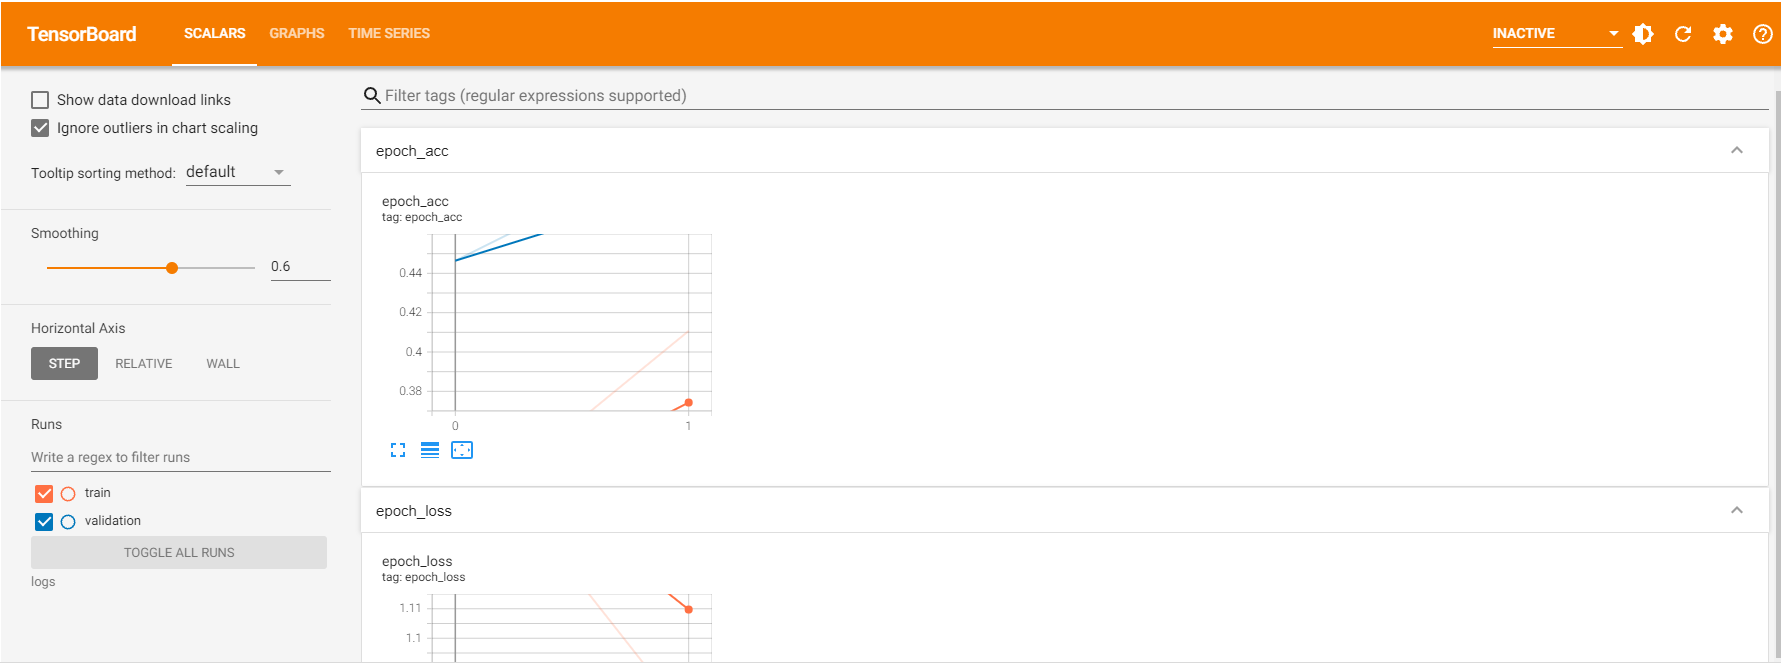 TensorBoard SCALARS GRAPHS TIME SERIES INACTIVE
Show data download links
Ignore outliers in chart scaling
Tooltip sorting method: default
Smoothing
0.6
Horizontal Axis
STEP RELATIVE WALL
Runs
Write a regex to filter runs
train
validation
TOGGLE ALL RUNS
logs
Filter tags (regular expressions supported)
epoch_acc
epoch_acc
tag: epoch_acc
0.44
0.42
0.4
0.38
0 1
epoch_loss
epoch_loss
tag: epoch_loss
1.11
1.1